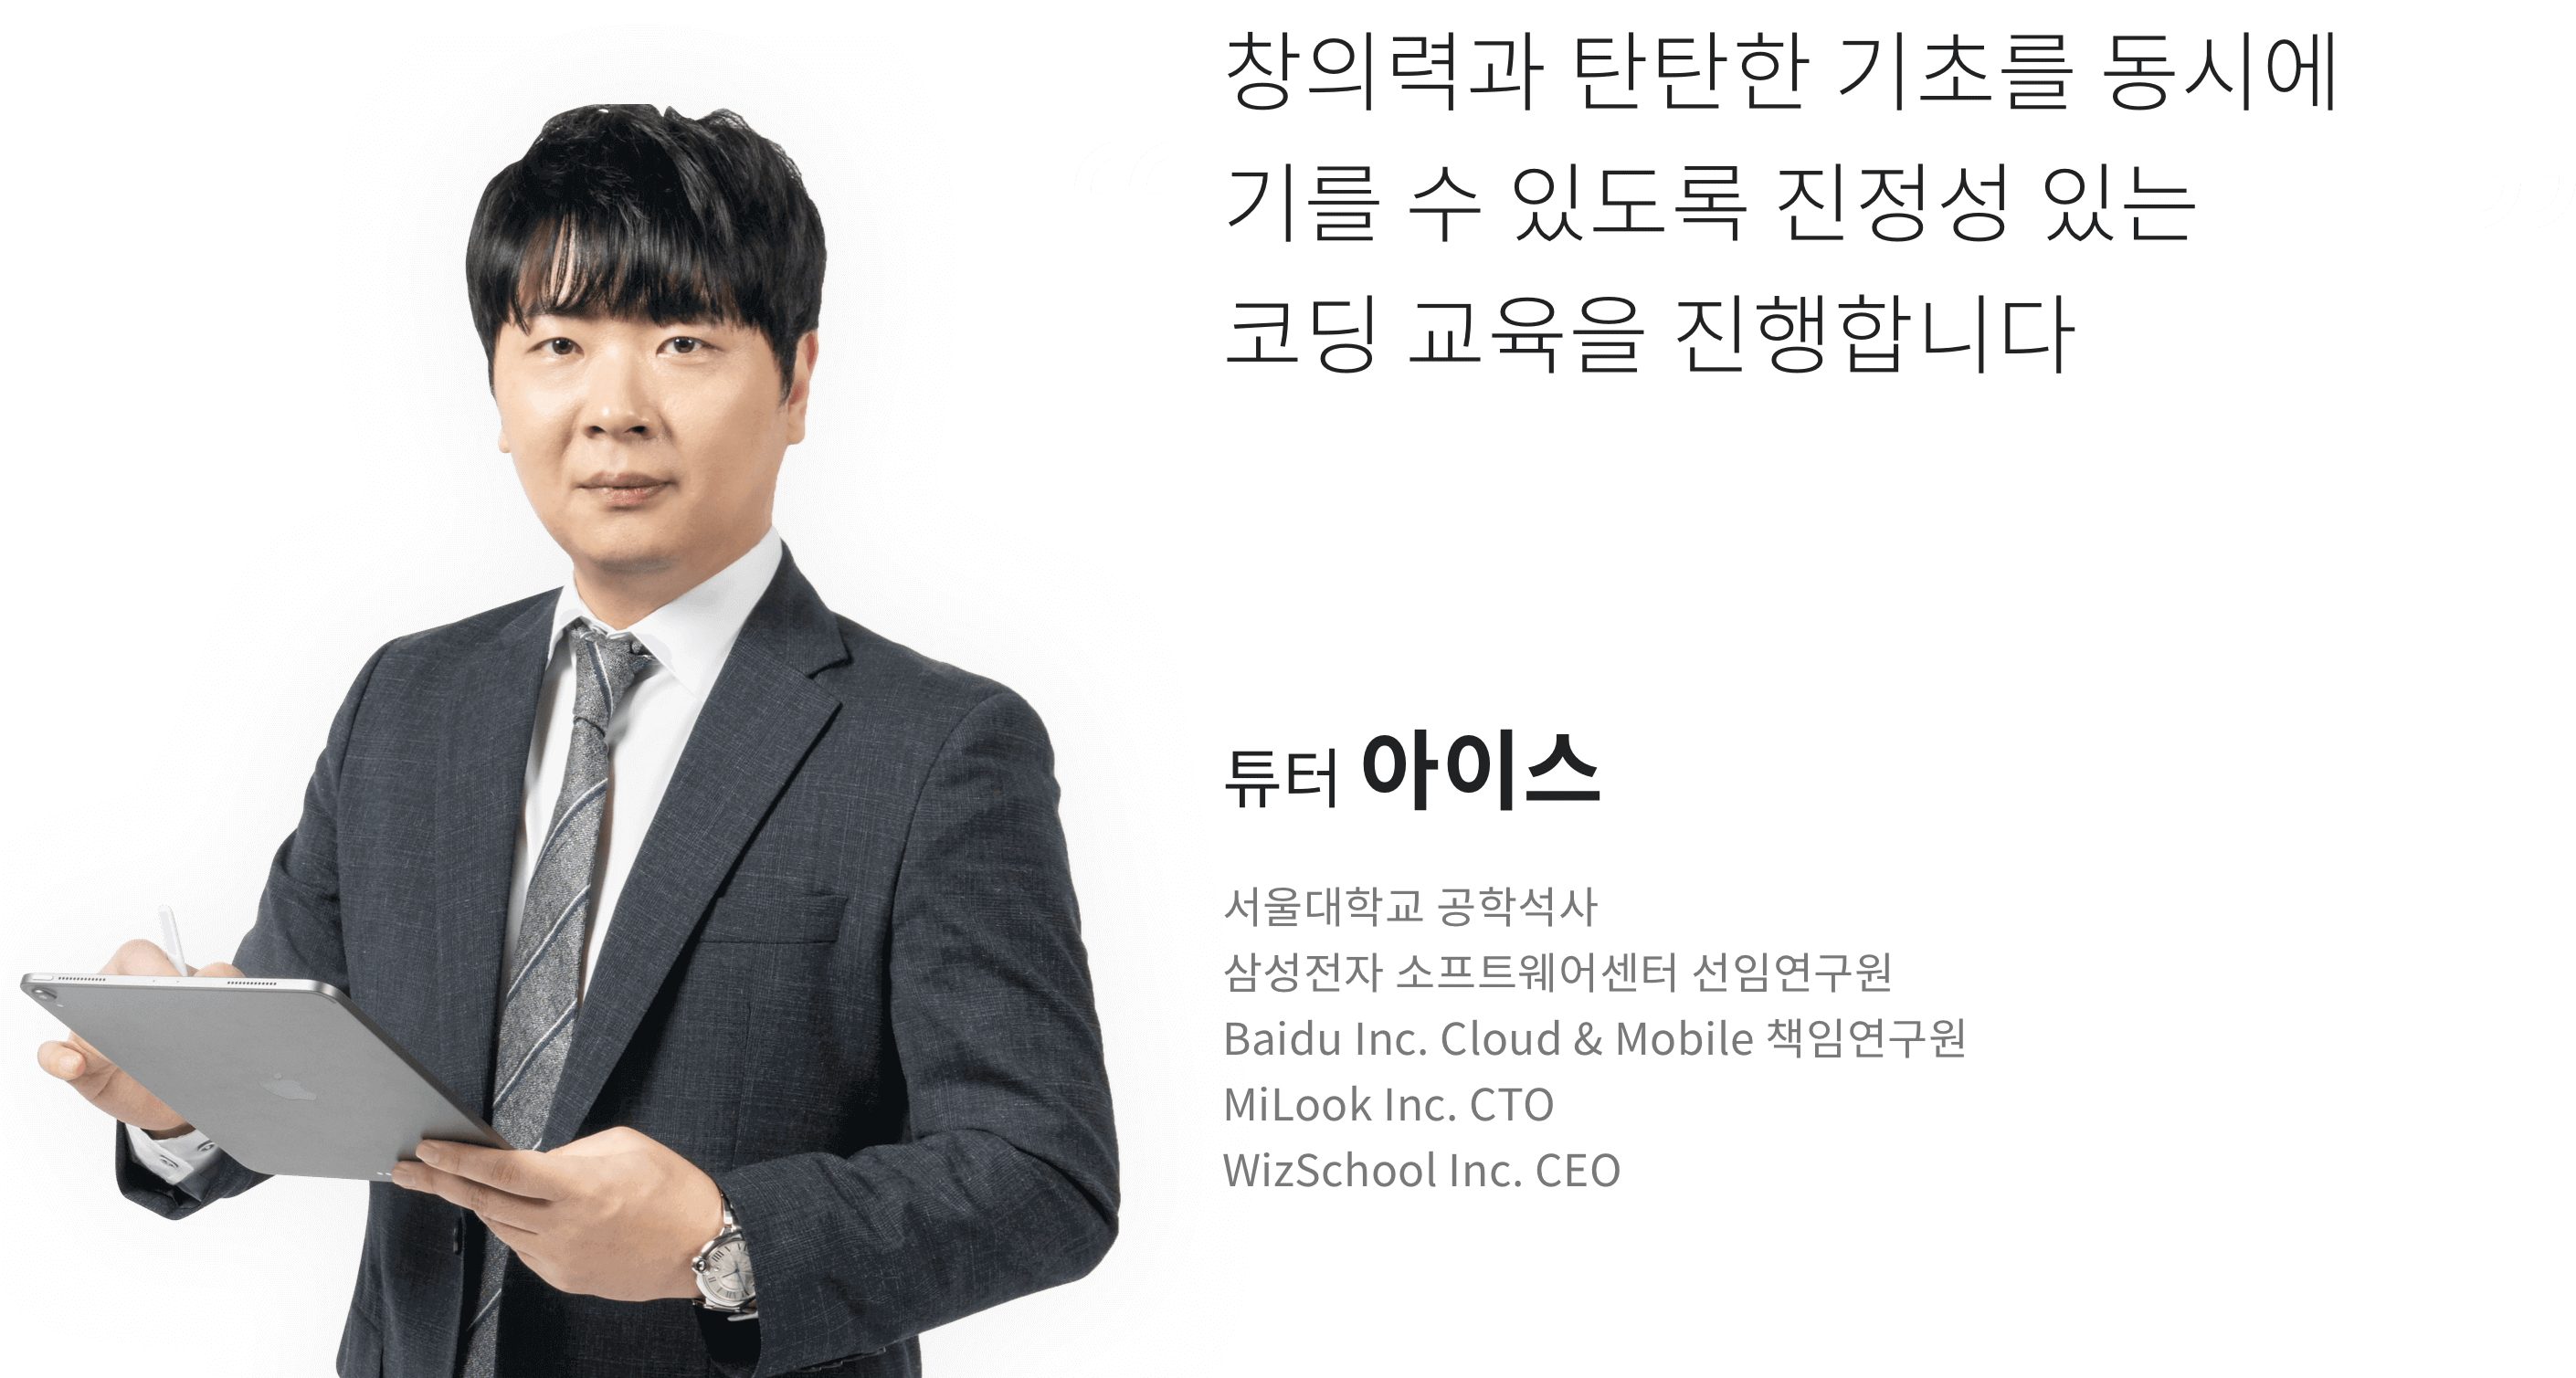 창의력과 탄탄한 기초를 동시에
기를 수 있도록 진정성 있는
코딩 교육을 진행합니다
튜터 아이스
서울대학교 공학석사
삼성전자 소프트웨어센터 선임연구원
Baidu Inc. Cloud & Mobile 책임연구원
MiLook Inc. CTO
WizSchool Inc. CEO